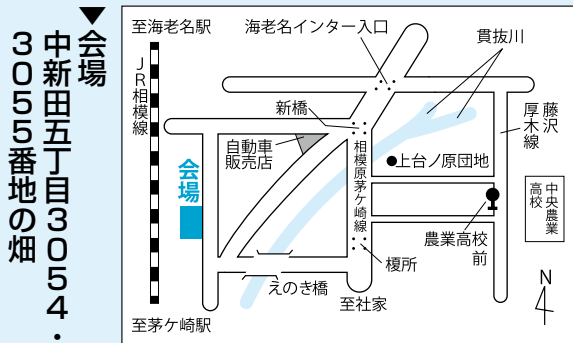 ▼会場
中新田五丁目3054・
3055番地の畑
至海老名駅
海老名インター入口
貫抜川
JR相模線
新橋
藤沢
厚木線
自動車
販売店
相模原茅ケ崎線
●上台ノ原団地
会場
中央農業
高校
農業高校
前
榎所
えのき橋
N
至社家
至茅ケ崎駅